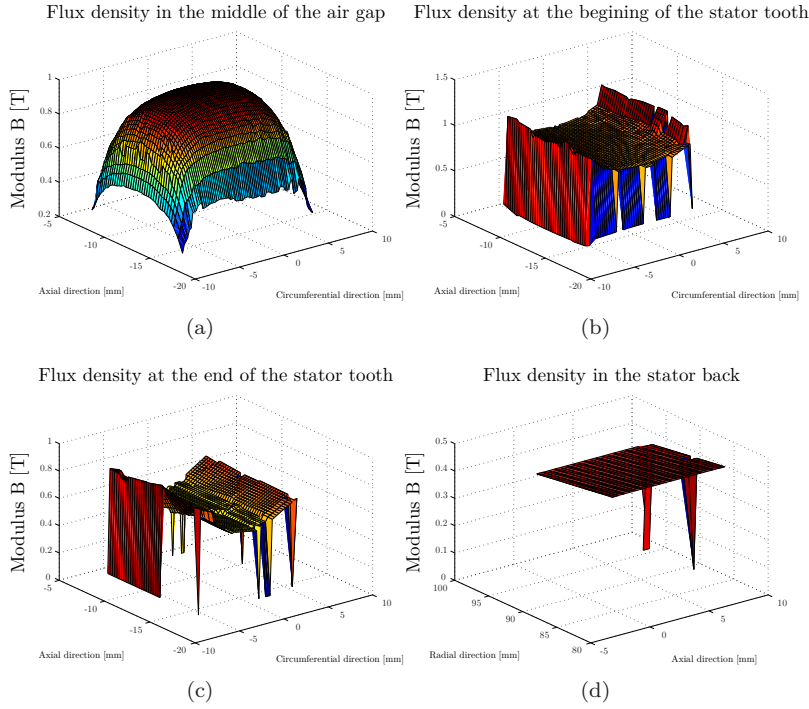 Flux density in the middle of the air gap
Modulus B [T]
1
0.8
0.6
0.4
0.2
-5
-10
-15
-20
-10
-5
0
5
10
Axial direction [mm]
Circumferential direction [mm]
(a)
Flux density at the begining of the stator tooth
Modulus B [T]
1.5
1
0.5
0
-5
-10
-15
-20
-10
-5
0
5
10
Axial direction [mm]
Circumferential direction [mm]
(b)
Flux density at the end of the stator tooth
Modulus B [T]
1
0.8
0.6
0.4
0.2
0
-5
-10
-15
-20
-10
-5
0
5
10
Axial direction [mm]
Circumferential direction [mm]
(c)
Flux density in the stator back
Modulus B [T]
0.5
0.4
0.3
0.2
0.1
0
100
95
90
85
80
-5
0
5
10
Radial direction [mm]
Axial direction [mm]
(d)